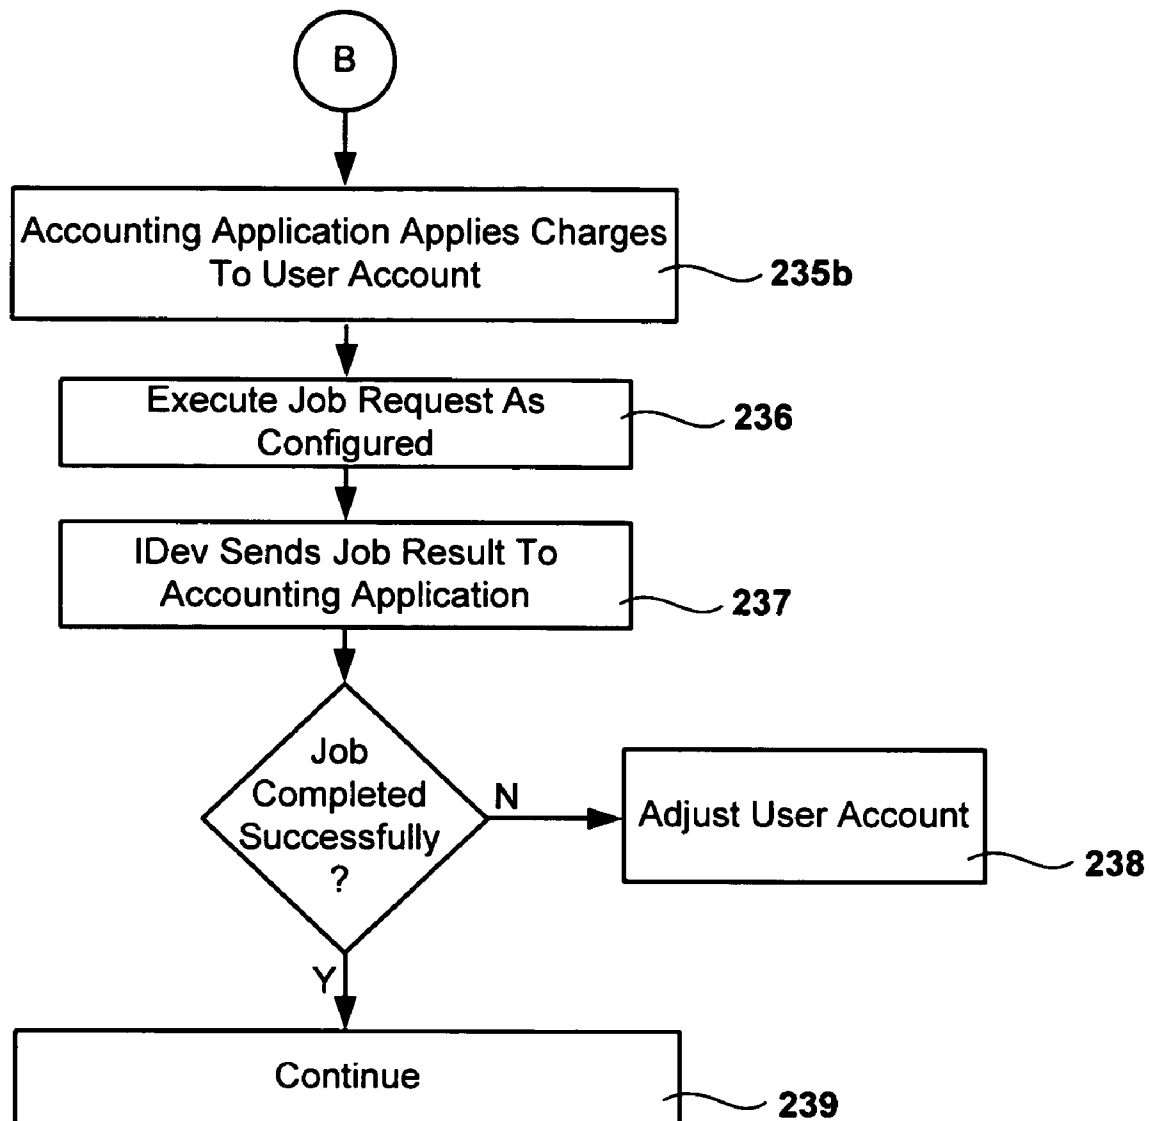 B
Accounting Application Applies Charges
To User Account
235b
Execute Job Request As
Configured
236
IDev Sends Job Result To
Accounting Application
237
Job
Completed
Successfully
?
N
Adjust User Account
238
Y
Continue
239